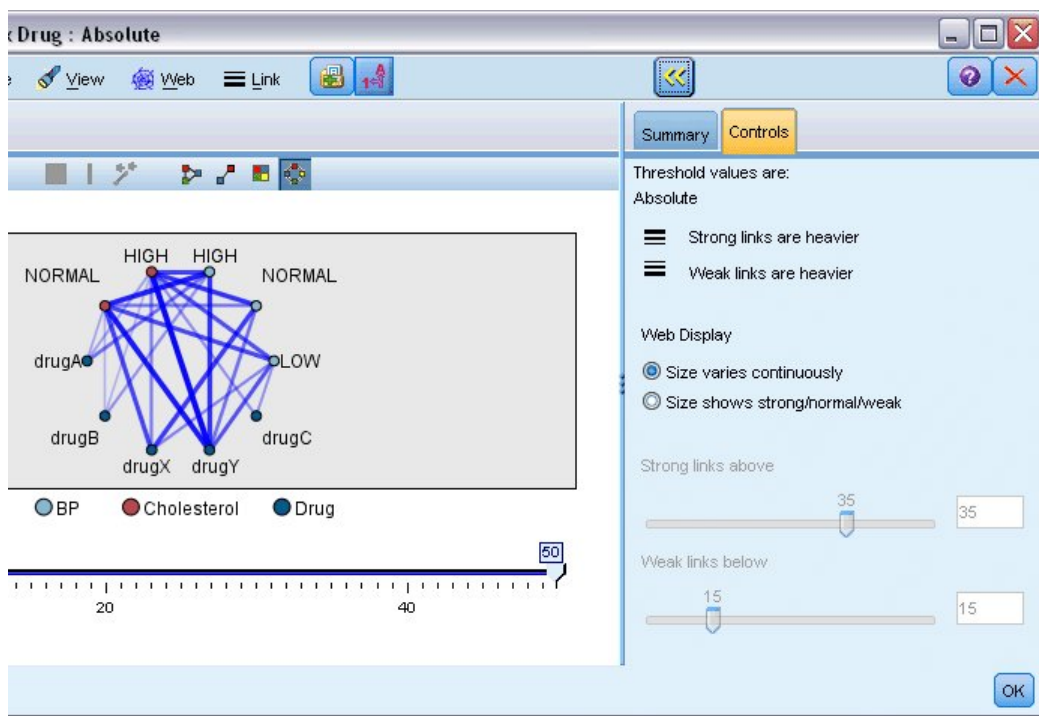 x Drug : Absolute
View Web Link
Summary Controls
Threshold values are:
Absolute
Strong links are heavier
Weak links are heavier
Web Display
Size varies continuously
Size shows strong/normal/weak
Strong links above
35
35
Weak links below
15
15
OK
HIGH HIGH
NORMAL NORMAL
drugA LOW
drugB drugC
drugX drugY
BP Cholesterol Drug
50
20 40